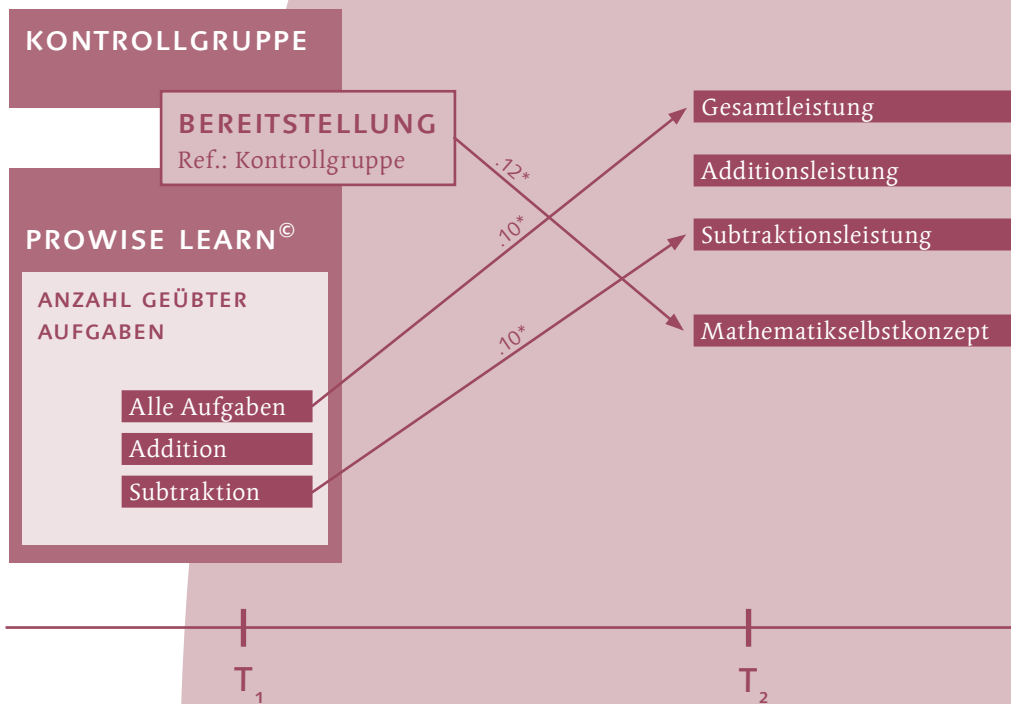 KONTROLLGRUPPE
BEREITSTELLUNG
Ref.: Kontrollgruppe
PROWISE LEARN©
ANZAHL GEÜBTER
AUFGABEN
Alle Aufgaben
Addition
Subtraktion
.12*
.10*
.10*
Gesamtleistung
Additionsleistung
Subtraktionsleistung
Mathematikselbstkonzept
T₁
T₂